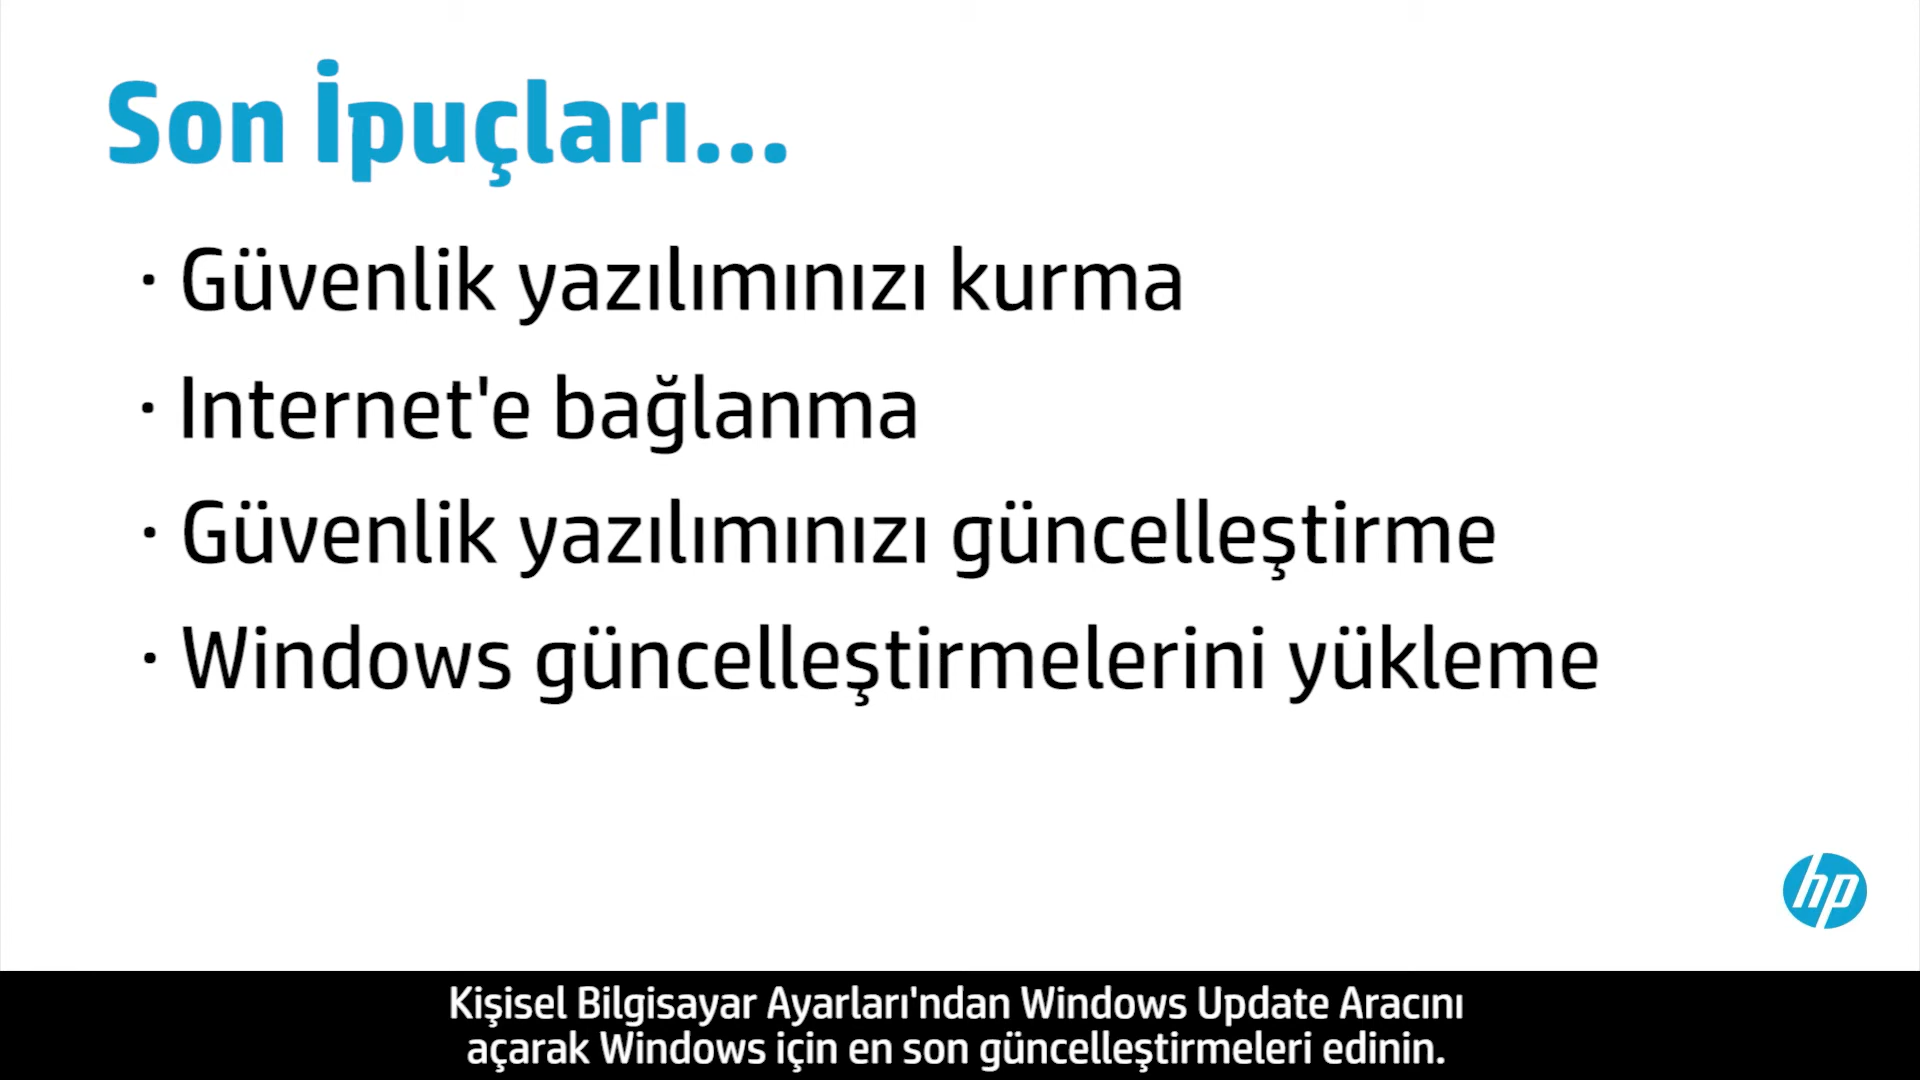 Son İpuçları...
· Güvenlik yazılımınızı kurma
· Internet'e bağlanma
· Güvenlik yazılımınızı güncelleştirme
· Windows güncelleştirmelerini yükleme
hp
Kişisel Bilgisayar Ayarları'ndan Windows Update Aracını
açarak Windows için en son güncelleştirmeleri edinin.